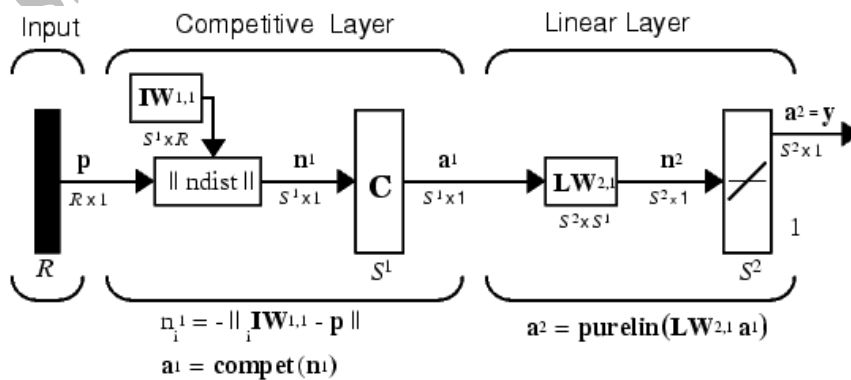 Input Competitive Layer Linear Layer
IW1,1
S1xR
p
Rx1
|| ndist ||
n1
S1x1
C
a1
S1x1
LW2,1
S2xS1
n2
S2x1
a2 = y
S2x1
1
R S1 S2
ni1 = - || iIW1,1 - p ||
a1 = compet(n1)
a2 = purelin(LW2,1 a1)